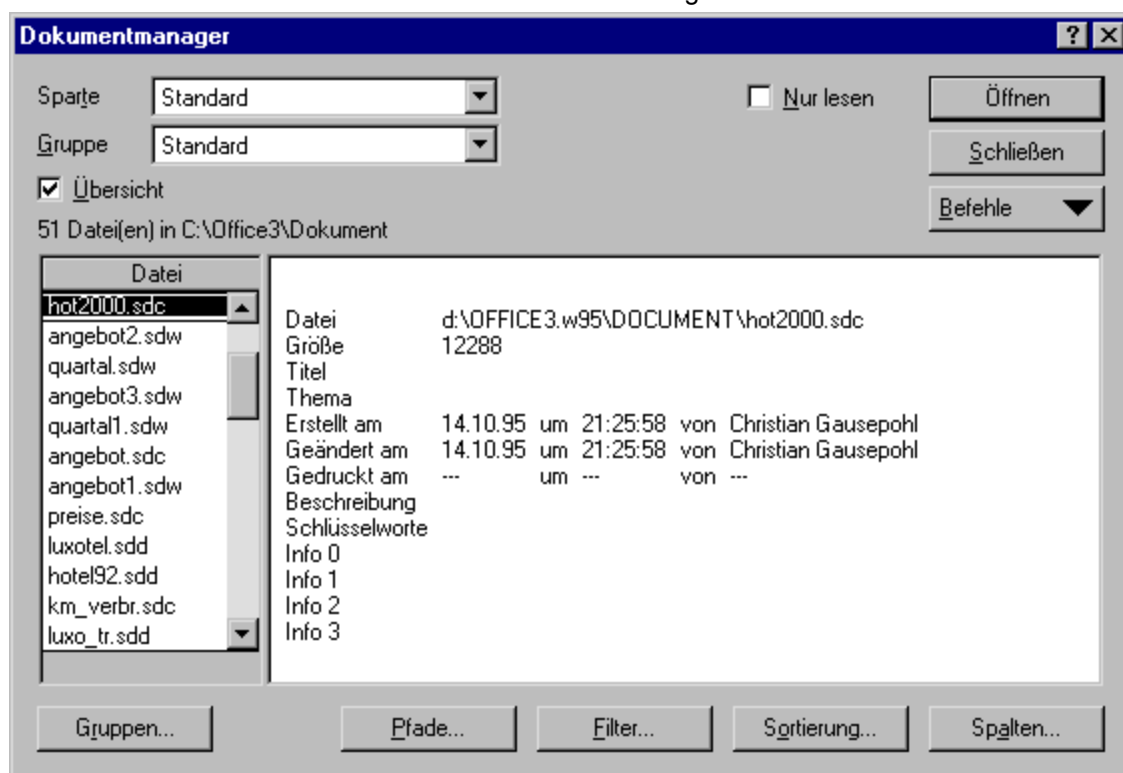 Dokumentmanager
Sparte Standard Nur lesen Öffnen
Gruppe Standard Schließen
Übersicht Befehle
51 Datei(en) in C:\Office3\Dokument
Datei
hot2000.sdc
angebot2.sdw
quartal.sdw
angebot3.sdw
quartal1.sdw
angebot.sdc
angebot1.sdw
preise.sdc
luxotel.sdd
hotel92.sdd
km_verbr.sdc
luxo_tr.sdd
Datei d:\OFFICE3.w95\DOCUMENT\hot2000.sdc
Größe 12288
Titel
Thema
Erstellt am 14.10.95 um 21:25:58 von Christian Gausepohl
Geändert am 14.10.95 um 21:25:58 von Christian Gausepohl
Gedruckt am --- um --- von ---
Beschreibung
Schlüsselworte
Info 0
Info 1
Info 2
Info 3
Gruppen... Pfade... Filter... Sortierung... Spalten...